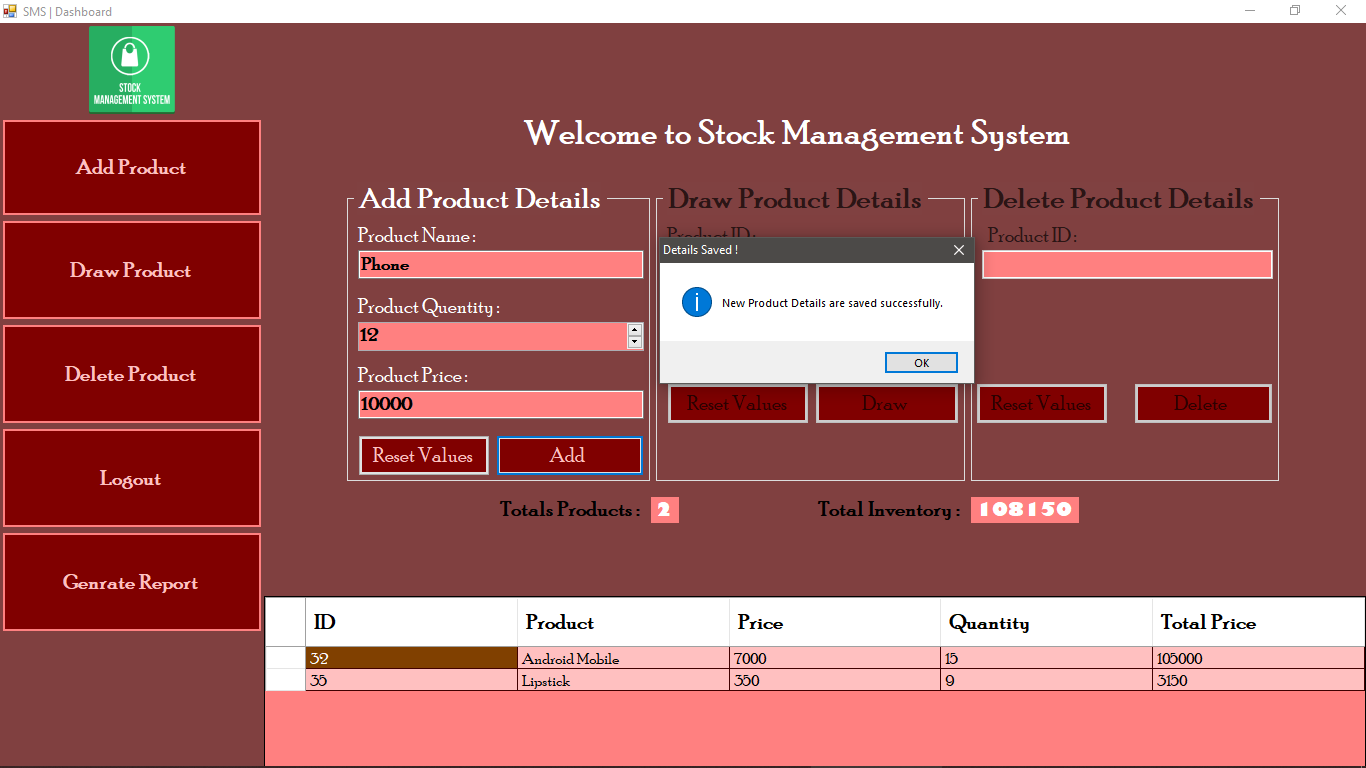 SMS | Dashboard
STOCK
MANAGEMENT SYSTEM
Add Product
Draw Product
Delete Product
Logout
Genrate Report
Welcome to Stock Management System
Add Product Details
Product Name :
Phone
Product Quentity :
12
Product Price :
10000
Reset Values
Add
Draw Product Details
Product ID :
Reset Values
Draw
Delete Product Details
Product ID :
Reset Values
Delete
Details Saved !
New Product Details are saved successfully.
OK
Totals Products : 2
Total Inventory : 108150
ID Product Price Quantity Total Price
32 Android Mobile 7000 15 105000
35 Lipstick 350 9 3150